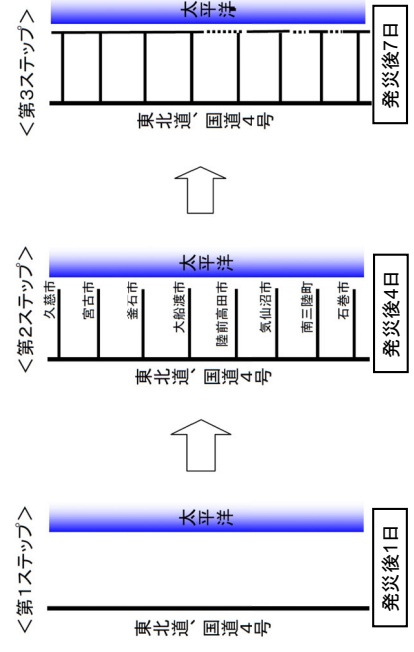 <第1ステップ>
東北道、国道4号
太平洋
発災後1日
<第2ステップ>
東北道、国道4号
久慈市
宮古市
釜石市
大船渡市
陸前高田市
気仙沼市
南三陸町
石巻市
太平洋
発災後4日
<第3ステップ>
東北道、国道4号
太平洋
発災後7日